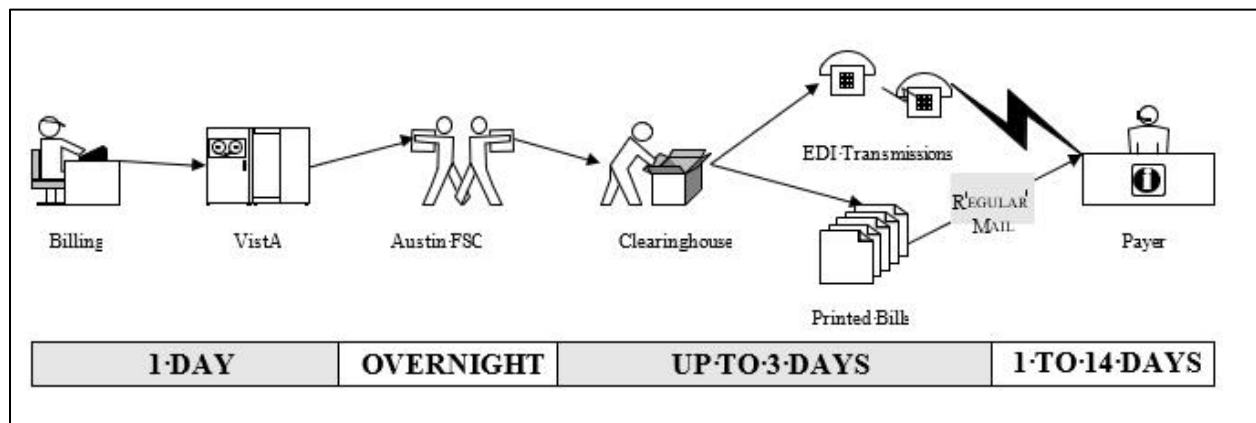 EDI·Transmissions
R'EGULAR'
MAIL
Billing
VistA
Austin·FSC
Clearinghouse
Payer
Printed·Bills
1·DAY
OVERNIGHT
UP·TO·3·DAYS
1·TO·14·DAYS